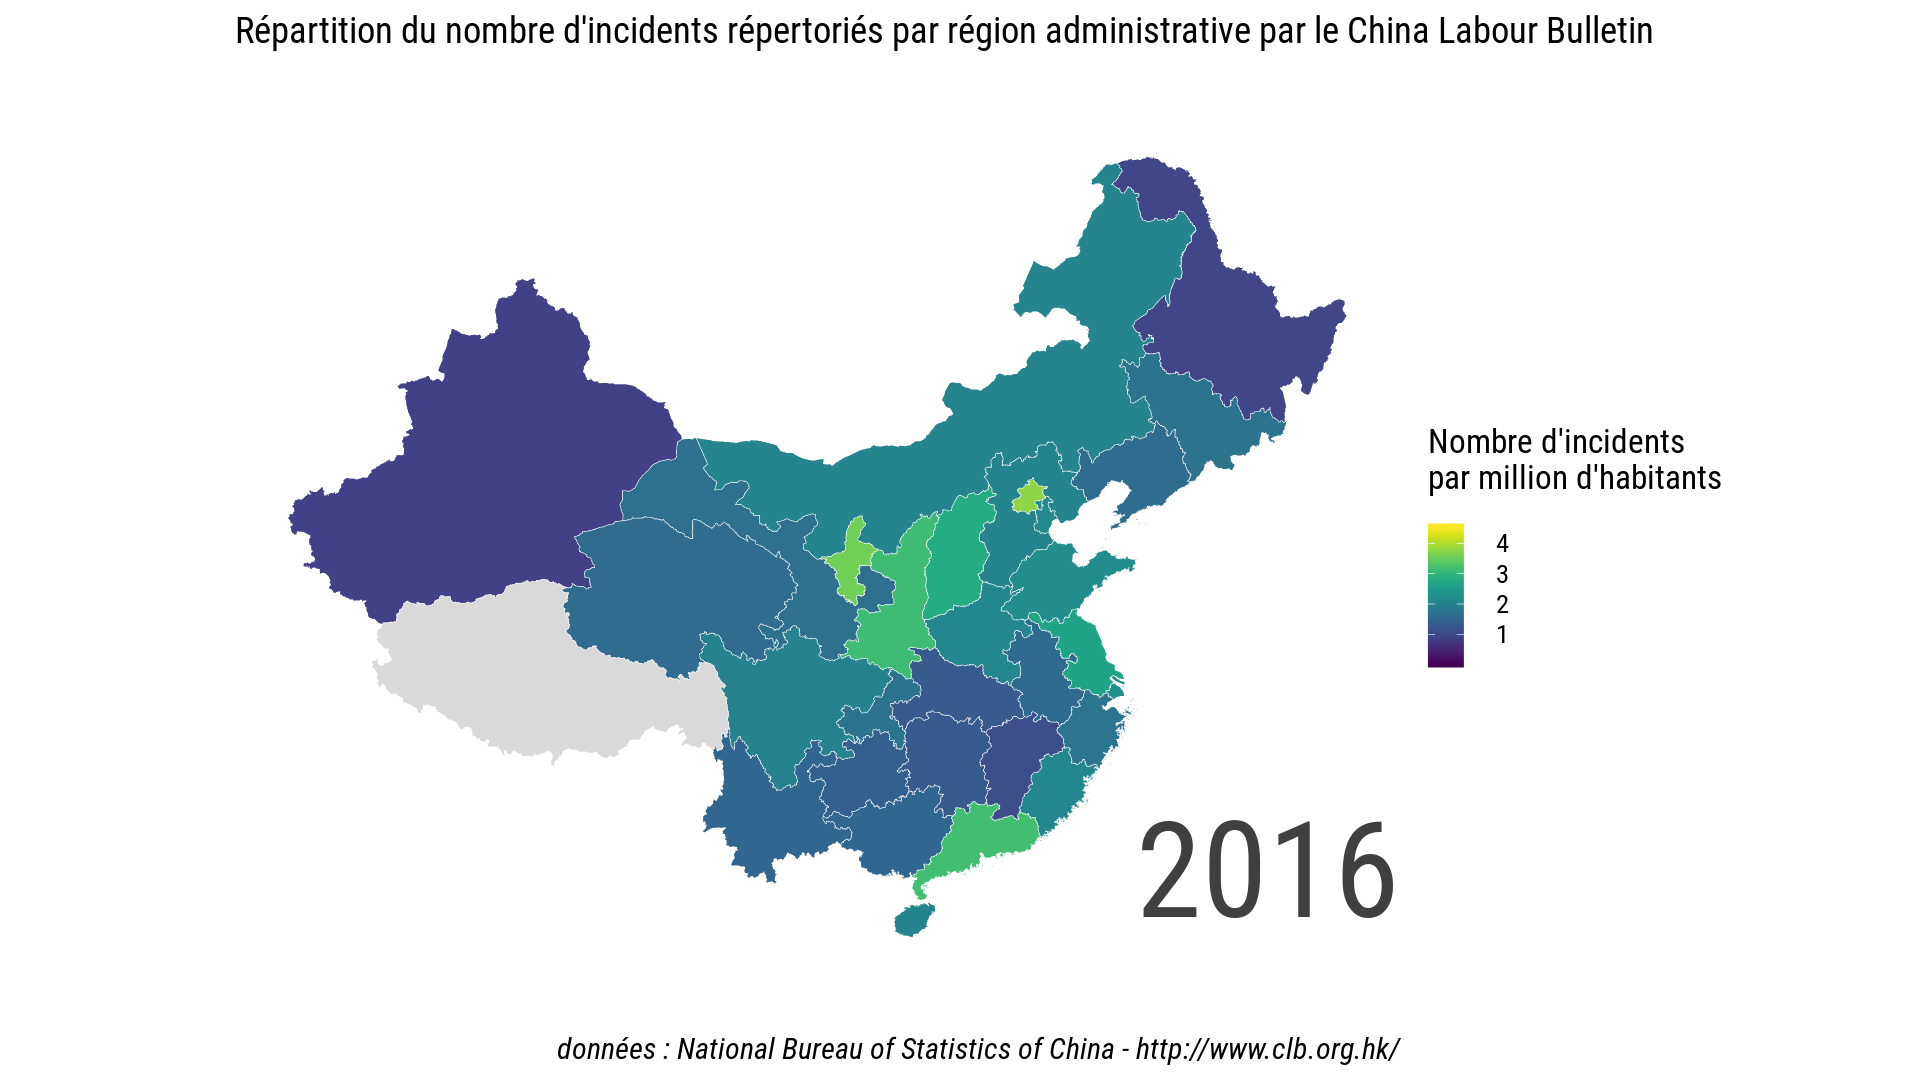 Répartition du nombre d'incidents répertoriés par région administrative par le China Labour Bulletin
Nombre d'incidents
par million d'habitants
4
3
2
1
2016
données : National Bureau of Statistics of China - http://www.clb.org.hk/